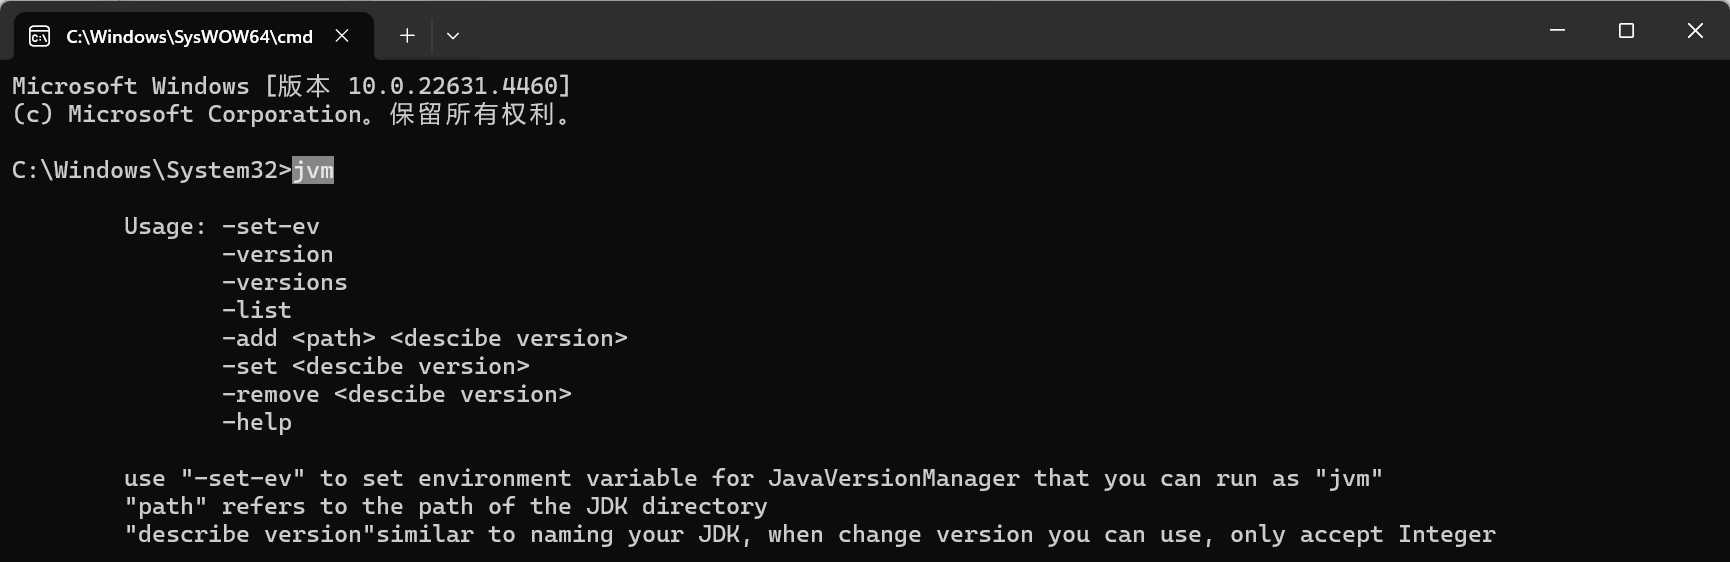 C:\Windows\SysWOW64\cmd
Microsoft Windows [版本 10.0.22631.4460]
(c) Microsoft Corporation。保留所有权利。
C:\Windows\System32>jvm
Usage: -set-ev
-version
-versions
-list
-add <path> <descibe version>
-set <descibe version>
-remove <descibe version>
-help
use "-set-ev" to set environment variable for JavaVersionManager that you can run as "jvm"
"path" refers to the path of the JDK directory
"describe version"similar to naming your JDK, when change version you can use, only accept Integer